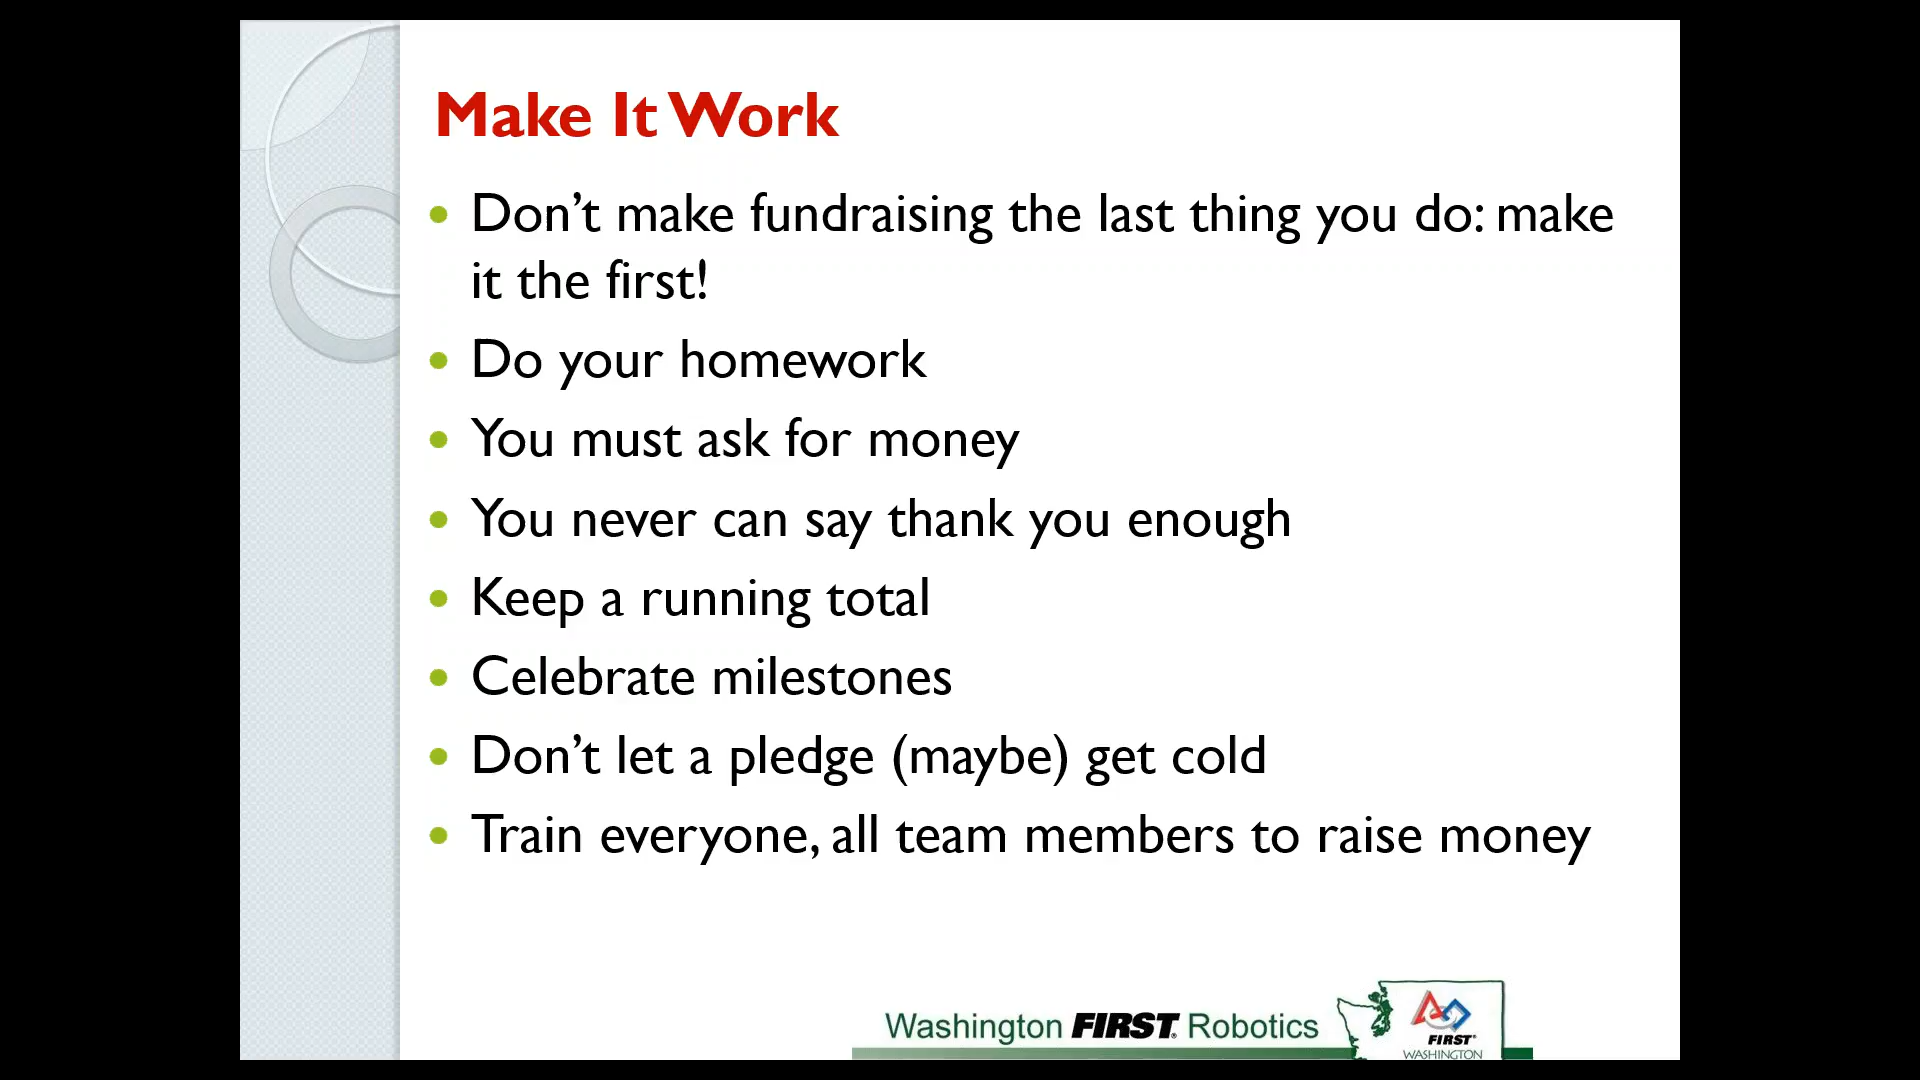 Make It Work
Don’t make fundraising the last thing you do: make
it the first!
Do your homework
You must ask for money
You never can say thank you enough
Keep a running total
Celebrate milestones
Don’t let a pledge (maybe) get cold
Train everyone, all team members to raise money
Washington FIRST® Robotics
FIRST®
WASHINGTON